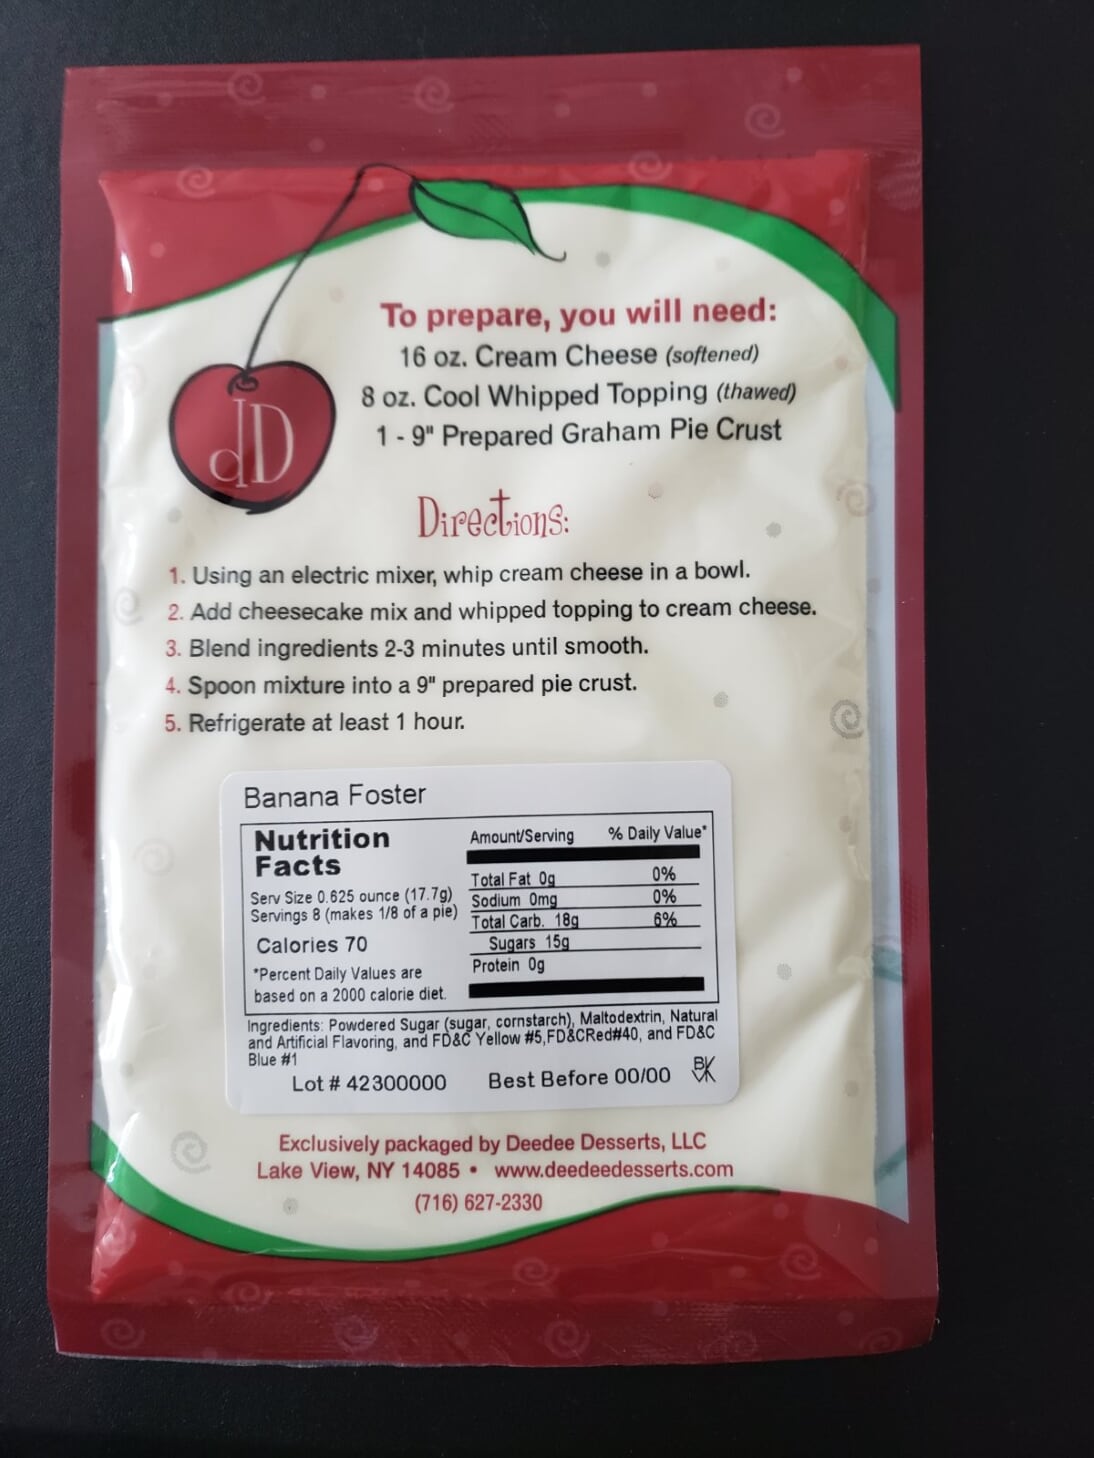 To prepare, you will need:
16 oz. Cream Cheese (softened)
8 oz. Cool Whipped Topping (thawed)
1 - 9" Prepared Graham Pie Crust
dD
Directions:
1. Using an electric mixer, whip cream cheese in a bowl.
2. Add cheesecake mix and whipped topping to cream cheese.
3. Blend ingredients 2-3 minutes until smooth.
4. Spoon mixture into a 9" prepared pie crust.
5. Refrigerate at least 1 hour.
Banana Foster
Nutrition
Facts
Serv Size 0.625 ounce (17.7g)
Servings 8 (makes 1/8 of a pie)
Calories 70
*Percent Daily Values are
based on a 2000 calorie diet.
Amount/Serving % Daily Value*
Total Fat 0g 0%
Sodium 0mg 0%
Total Carb. 18g 6%
Sugars 15g
Protein 0g
Ingredients: Powdered Sugar (sugar, cornstarch), Maltodextrin, Natural
and Artificial Flavoring, and FD&C Yellow #5,FD&CRed#40, and FD&C
Blue #1
Lot # 42300000 Best Before 00/00 BK
Exclusively packaged by Deedee Desserts, LLC
Lake View, NY 14085 • www.deedeedesserts.com
(716) 627-2330